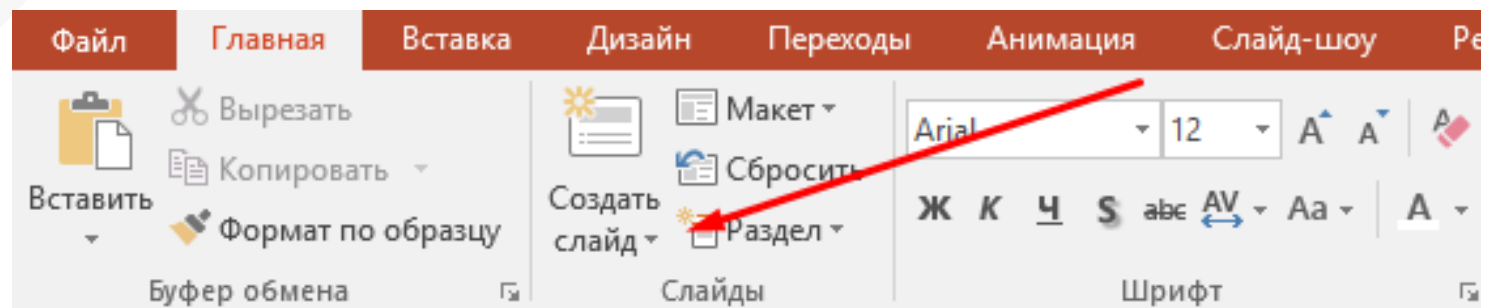 Файл Главная Вставка Дизайн Переходы Анимация Слайд-шоу Ре
Вырезать
Копировать
Формат по образцу
Вставить
Буфер обмена
Создать
слайд
Макет
Сбросить
Раздел
Слайды
Arial 12 А А А
Ж К Ч S abc AV Aa А
Шрифт